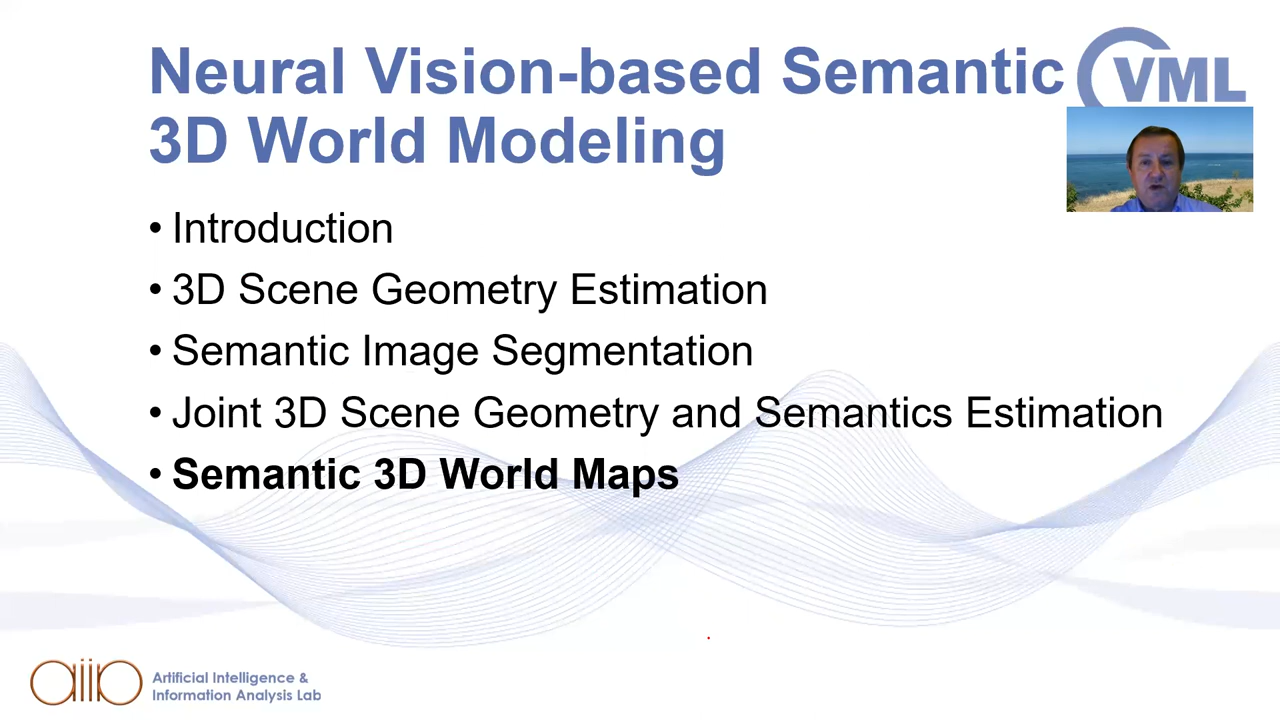 Neural Vision-based Semantic
3D World Modeling
VML
• Introduction
• 3D Scene Geometry Estimation
• Semantic Image Segmentation
• Joint 3D Scene Geometry and Semantics Estimation
• Semantic 3D World Maps
aiia
Artificial Intelligence &
Information Analysis Lab